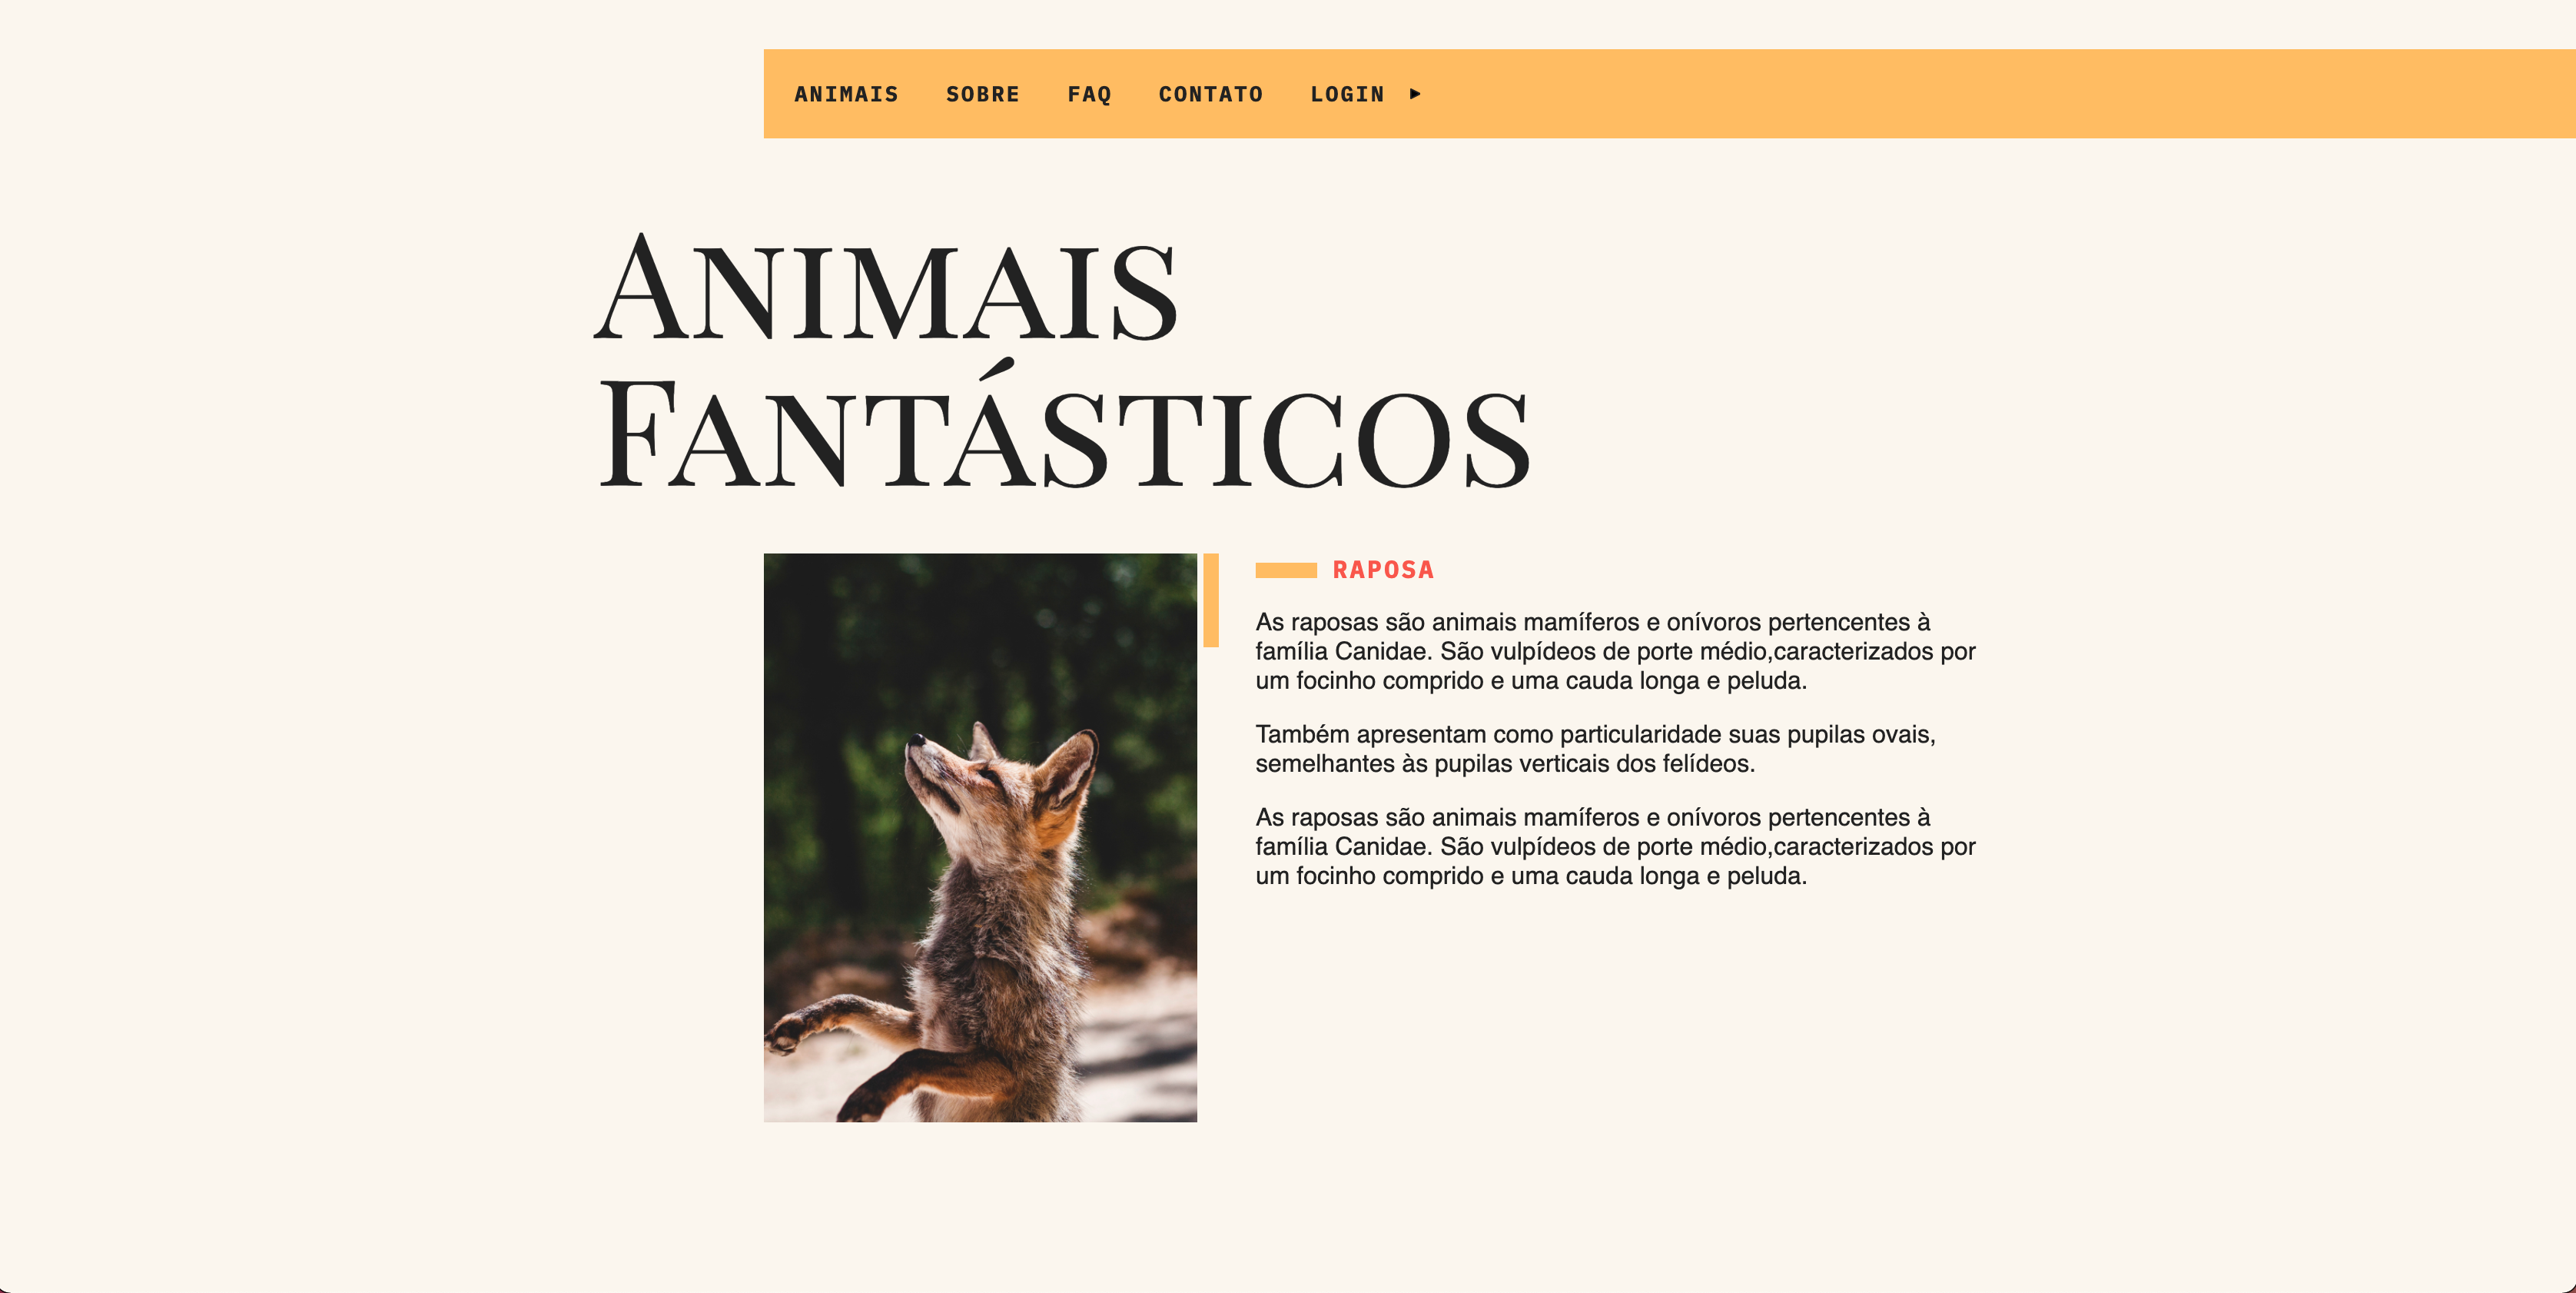 ANIMAIS SOBRE FAQ CONTATO LOGIN ▸
ANIMAIS
FANTÁSTICOS
RAPOSA
As raposas são animais mamíferos e onívoros pertencentes à
família Canidae. São vulpídeos de porte médio,caracterizados por
um focinho comprido e uma cauda longa e peluda.
Também apresentam como particularidade suas pupilas ovais,
semelhantes às pupilas verticais dos felídeos.
As raposas são animais mamíferos e onívoros pertencentes à
família Canidae. São vulpídeos de porte médio,caracterizados por
um focinho comprido e uma cauda longa e peluda.